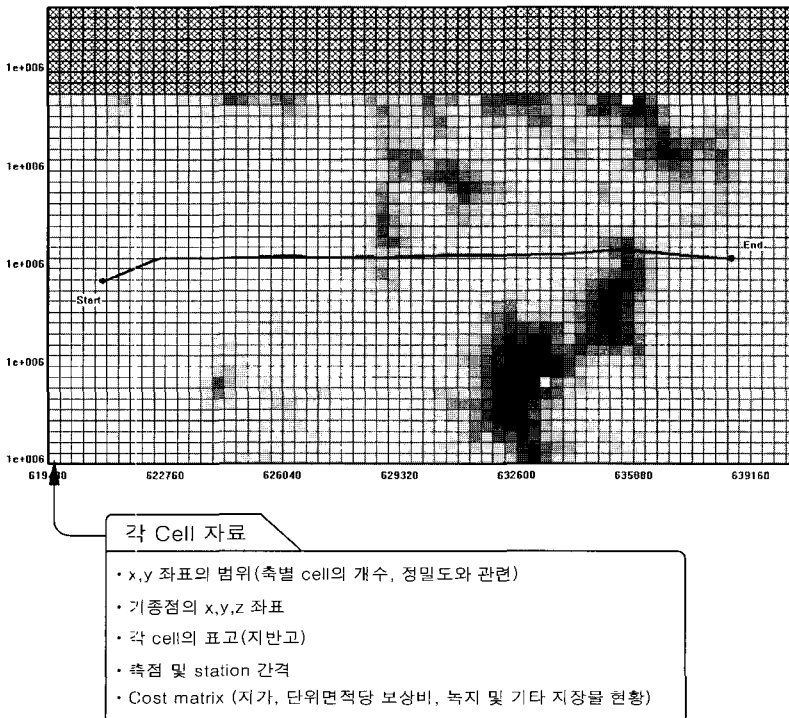 1e+006
1e+006
End
1e+006
Start
1e+006
1e+006
622760
626040
629320
632600
635880
639160
각 Cell 자료
· x,y 좌표의 범위(축별 cell의 개수, 정밀도와 관련)
· 기종점의 x,y,z 좌표
· 각 cell의 표고(지반고)
· 측점 및 station 간격
· Cost matrix (지가, 단위면적당 보상비, 녹지 및 기타 지장물 현황)